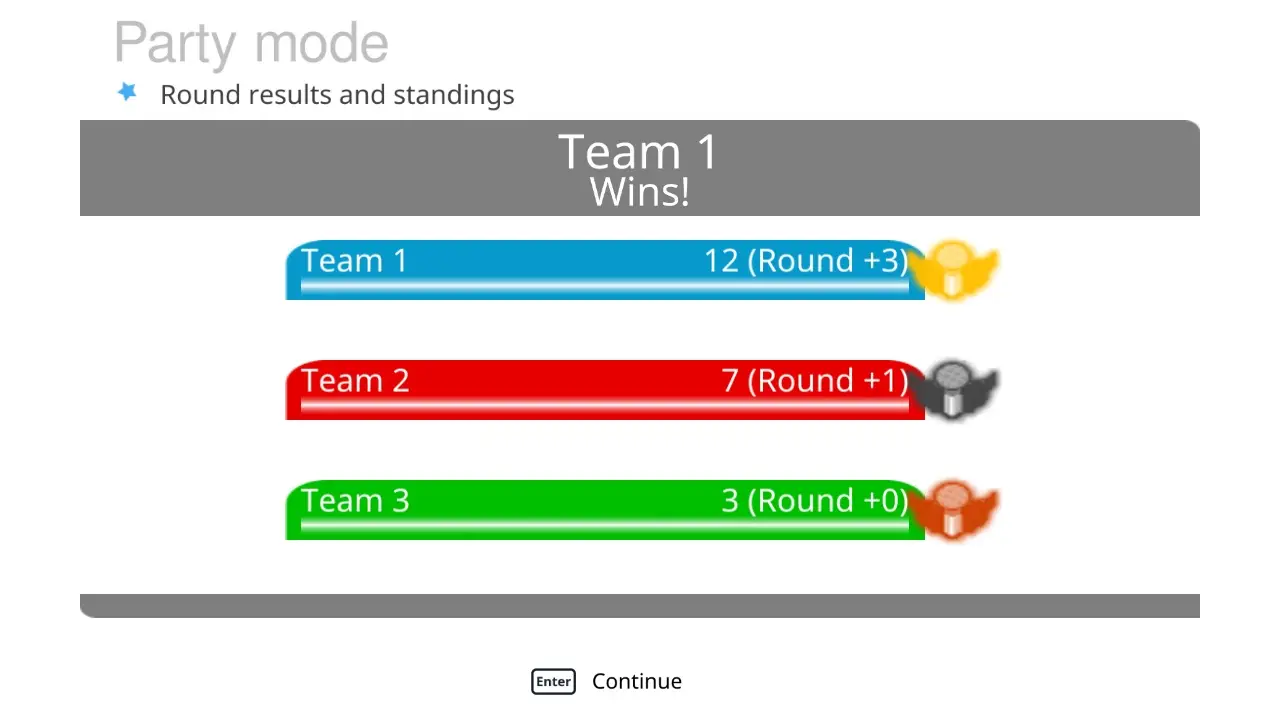 Party mode
Round results and standings
Team 1
Wins!
Team 1 12 (Round +3)
Team 2 7 (Round +1)
Team 3 3 (Round +0)
Enter Continue